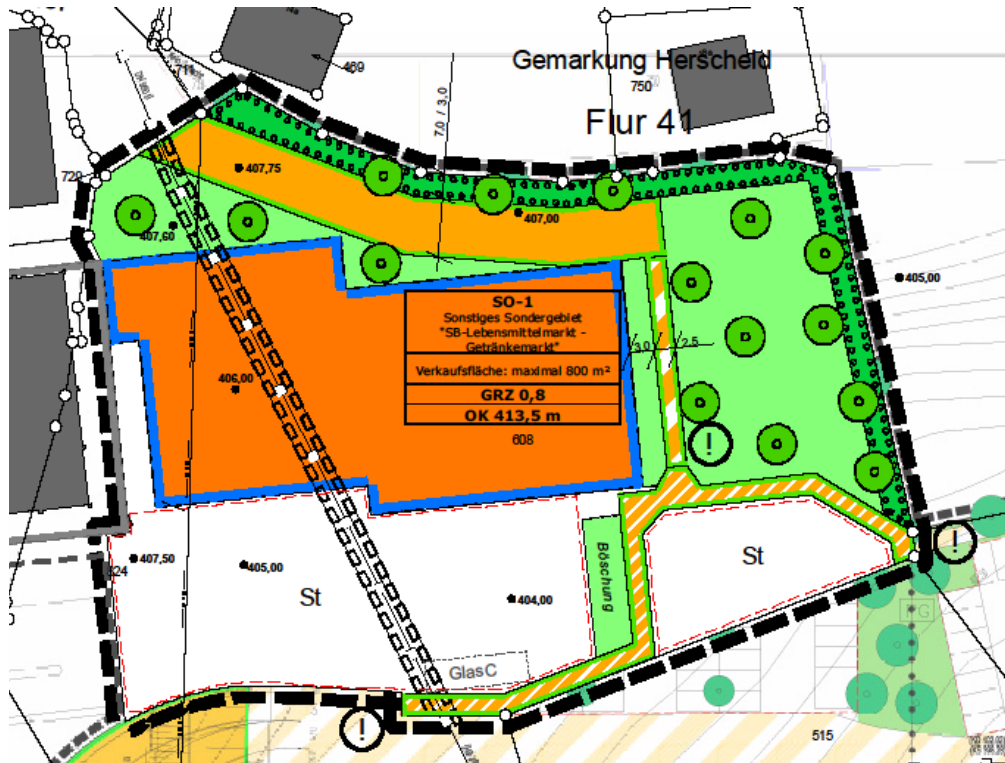 469
Gemarkung Herscheld
750
711
Flur 41
7,0 / 3,0
407,75
720
407,00
407,60
405,00
SO-1
Sonstiges Sondergebiet
"SB-Lebensmittelmarkt -
Getränkemarkt"
3,0
2,5
Verkaufsfläche: maximal 800 m²
406,00
GRZ 0,8
OK 413,5 m
608
!
!
407,50
405,00
Böschung
St
St
404,00
GlasC
!
515